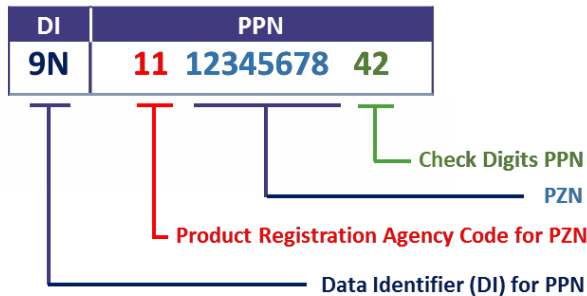 DI PPN
9N 11 12345678 42
Check Digits PPN
PZN
Product Registration Agency Code for PZN
Data Identifier (DI) for PPN